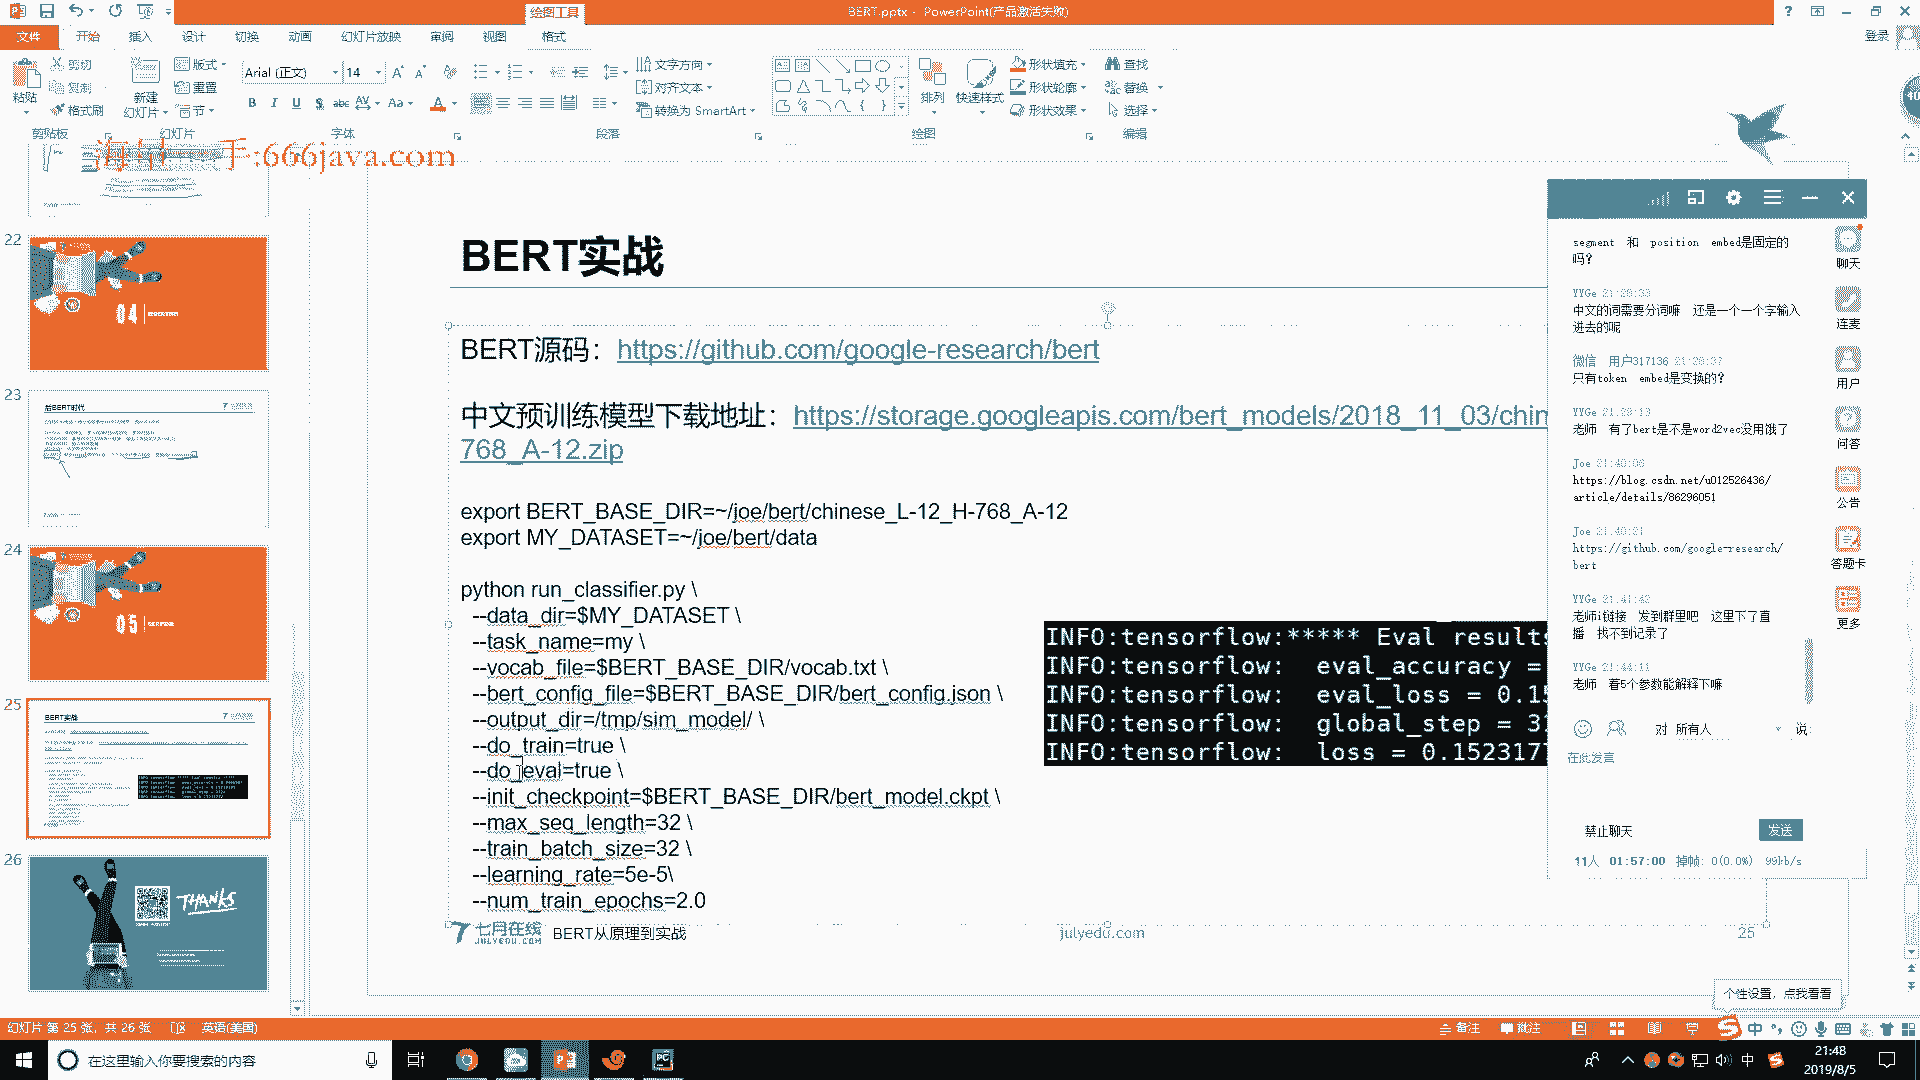 BERT.pptx - PowerPoint(产品激活失败)
绘图工具
文件 开始 插入 设计 切换 动画 幻灯片放映 审阅 视图 格式
登录
粘贴 剪切 复制 格式刷
新建 幻灯片 版式 重置 节
Arial (正文) 14
文字方向 对齐文本 转换为 SmartArt
排列 快速样式
形状填充 形状轮廓 形状效果
查找 替换 选择
剪贴板 幻灯片 字体 段落 绘图 编辑
:666java.com
22
04
23
后BERT时代
24
05
25
BERT实战
26
THANKS
BERT实战
BERT源码：https://github.com/google-research/bert
中文预训练模型下载地址：https://storage.googleapis.com/bert_models/2018_11_03/chin
768_A-12.zip
export BERT_BASE_DIR=~/joe/bert/chinese_L-12_H-768_A-12
export MY_DATASET=~/joe/bert/data
python run_classifier.py \
--data_dir=$MY_DATASET \
--task_name=my \
--vocab_file=$BERT_BASE_DIR/vocab.txt \
--bert_config_file=$BERT_BASE_DIR/bert_config.json \
--output_dir=/tmp/sim_model/ \
--do_train=true \
--do_eval=true \
--init_checkpoint=$BERT_BASE_DIR/bert_model.ckpt \
--max_seq_length=32 \
--train_batch_size=32 \
--learning_rate=5e-5\
--num_train_epochs=2.0
INFO:tensorflow:***** Eval results
INFO:tensorflow: eval_accuracy =
INFO:tensorflow: eval_loss = 0.15
INFO:tensorflow: global_step = 31
INFO:tensorflow: loss = 0.1523177
七月在线
JULYEDU.COM
BERT从原理到实战
julyedu.com
25
segment 和 position embed是固定的
吗?
YYGe
中文的词需要分词嘛 还是一个一个字输入
进去的呢
微信 用户317136
只有token embed是变换的?
YYGe
老师 有了bert是不是word2vec没用饿了
Joe 21:40:06
https://blog.csdn.net/u012526436/
article/details/86296051
Joe
https://github.com/google-research/
bert
YYGe 21:41:42
老师i链接 发到群里吧 这里下了直
播 找不到记录了
YYGe 21:44:11
老师 着5个参数能解释下嘛
聊天
连麦
用户
问答
公告
答题卡
更多
对 所有人 说:
在此发言
禁止聊天 发送
11人 01:57:00 掉帧: 0(0.0%) 99kb/s
个性设置，点我看看
幻灯片 第 25 张，共 26 张 英语(美国)
备注 批注
中
在这里输入你要搜索的内容
中
21:48
2019/8/5